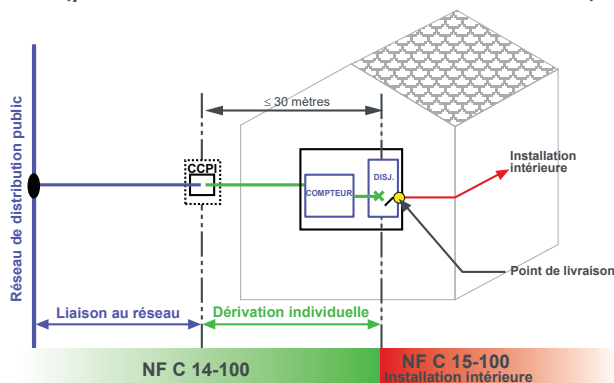 ≤ 30 mètres
Réseau de distribution public
CCPI
COMPTEUR
DISJ.
Installation
intérieure
Point de livraison
Liaison au réseau
Dérivation individuelle
NF C 14-100
NF C 15-100
Installation intérieure